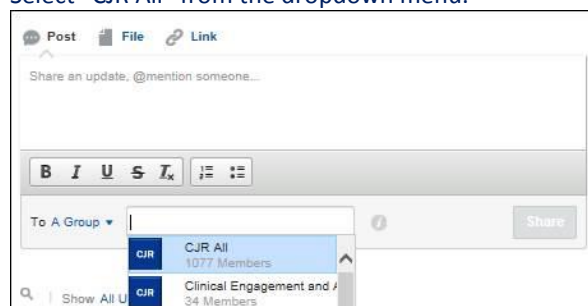 Select "CJR All" from the dropdown menu.
Post File Link
Share an update, @mention someone...
B I U S Tx
To A Group Share
CJR CJR All
1077 Members
CJR Clinical Engagement and A
34 Members
Show All U